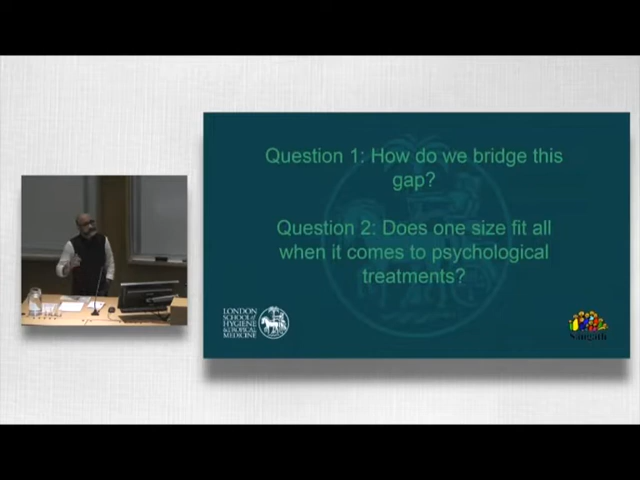 Question 1: How do we bridge this
gap?
Question 2: Does one size fit all
when it comes to psychological
treatments?
LONDON
SCHOOL of
HYGIENE
& TROPICAL
MEDICINE
Sangath